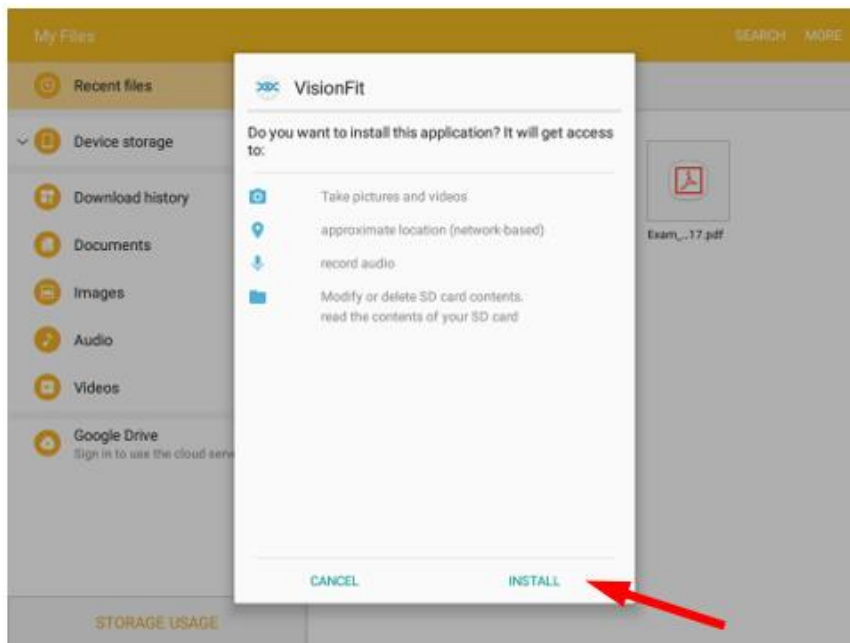 My Files
SEARCH MORE
Recent files
Device storage
Download history
Documents
Images
Audio
Videos
Google Drive
Sign in to use the cloud serv
STORAGE USAGE
VisionFit
Do you want to install this application? It will get access
to:
Take pictures and videos
approximate location (network-based)
record audio
Modify or delete SD card contents.
read the contents of your SD card
CANCEL INSTALL
Exam_...17.pdf